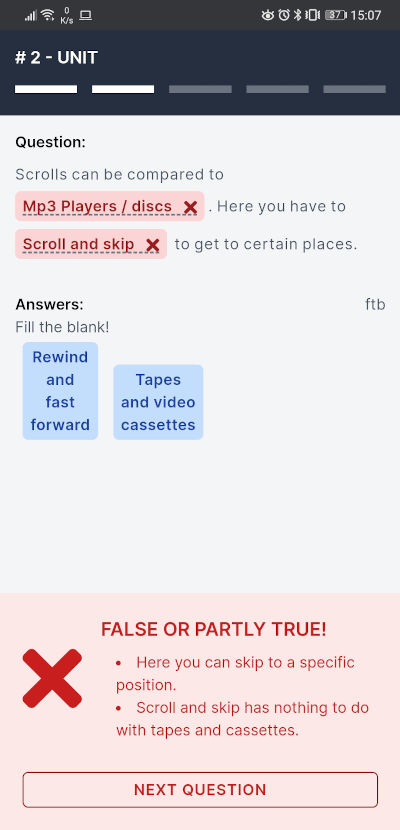 0
K/s
37
15:07
# 2 - UNIT
Question:
Scrolls can be compared to
Mp3 Players / discs . Here you have to
Scroll and skip to get to certain places.
Answers: ftb
Fill the blank!
Rewind
and
fast
forward
Tapes
and video
cassettes
FALSE OR PARTLY TRUE!
• Here you can skip to a specific
position.
• Scroll and skip has nothing to do
with tapes and cassettes.
NEXT QUESTION